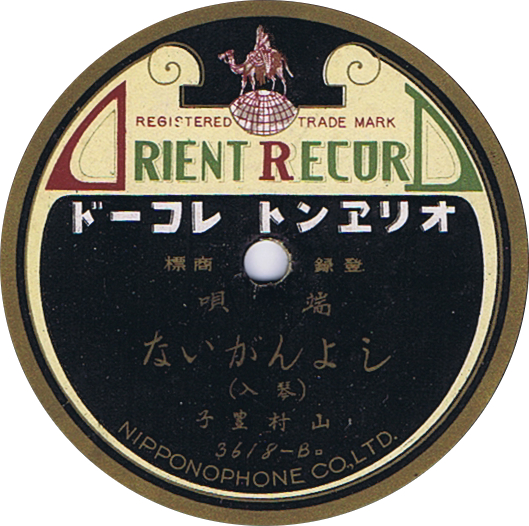 REGISTERED TRADE MARK
ORIENT RECORD
オリヱント レコード
登録商標
端唄
しよんがいな
(琴入)
山村豊子
3618-B.
NIPPONOPHONE CO., LTD.